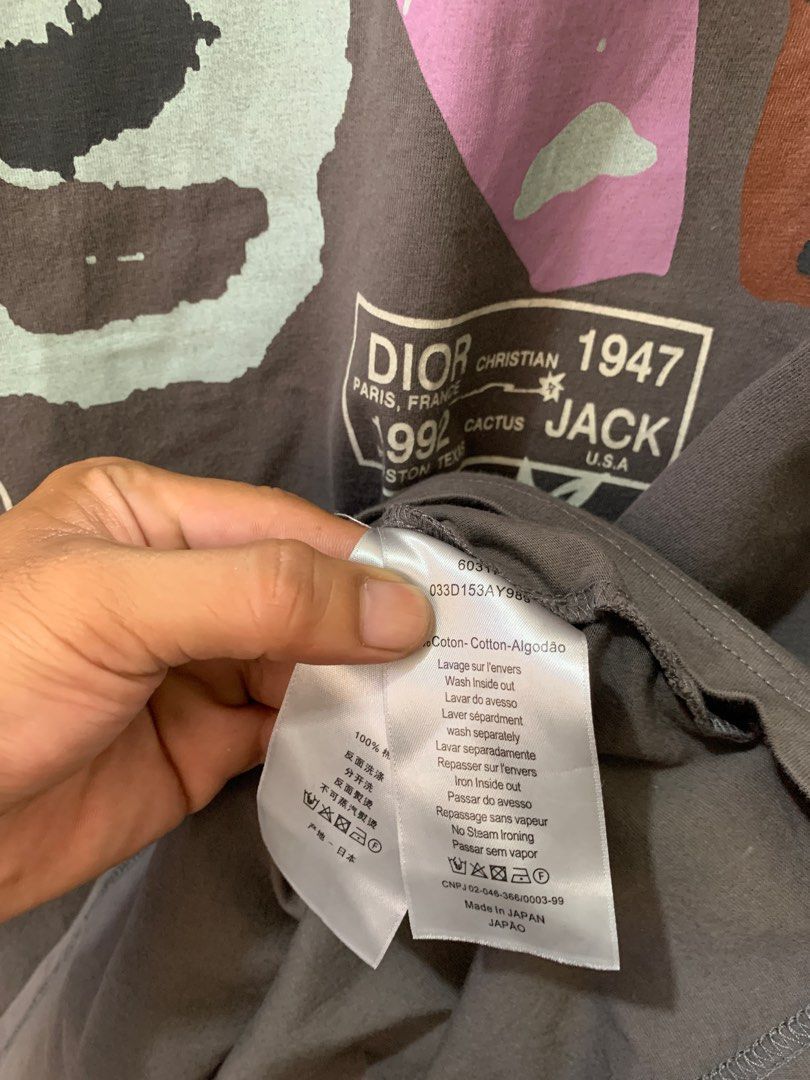 DIOR CHRISTIAN 1947
PARIS, FRANCE
1992 CACTUS JACK
U.S.A
033D153AY98
Coton- Cotton-Algodão
Lavage sur l'envers
Wash Inside out
Lavar do avesso
Laver sépardment
wash separately
Lavar separadamente
Repasser sur l'envers
Iron Inside out
Passar do avesso
Repassage sans vapeur
No Steam Ironing
Passar sem vapor
CNPJ 02-046-366/0003-99
Made In JAPAN
JAPÃO
100%
反面洗涤
分开洗
反面熨烫
不可蒸汽熨烫
产地-日本